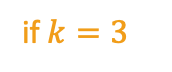 if k = 3